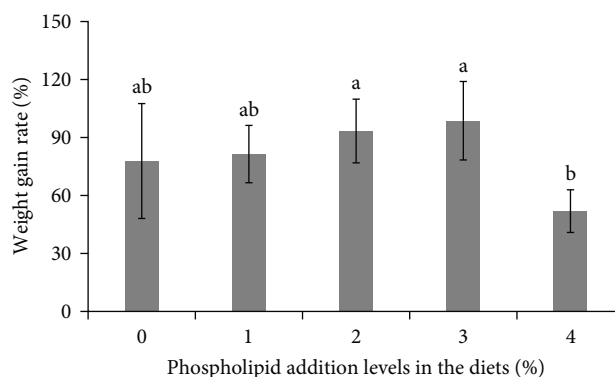 150
120
90
60
30
0
Weight gain rate (%)
ab
ab
a
a
b
0 1 2 3 4
Phospholipid addition levels in the diets (%)